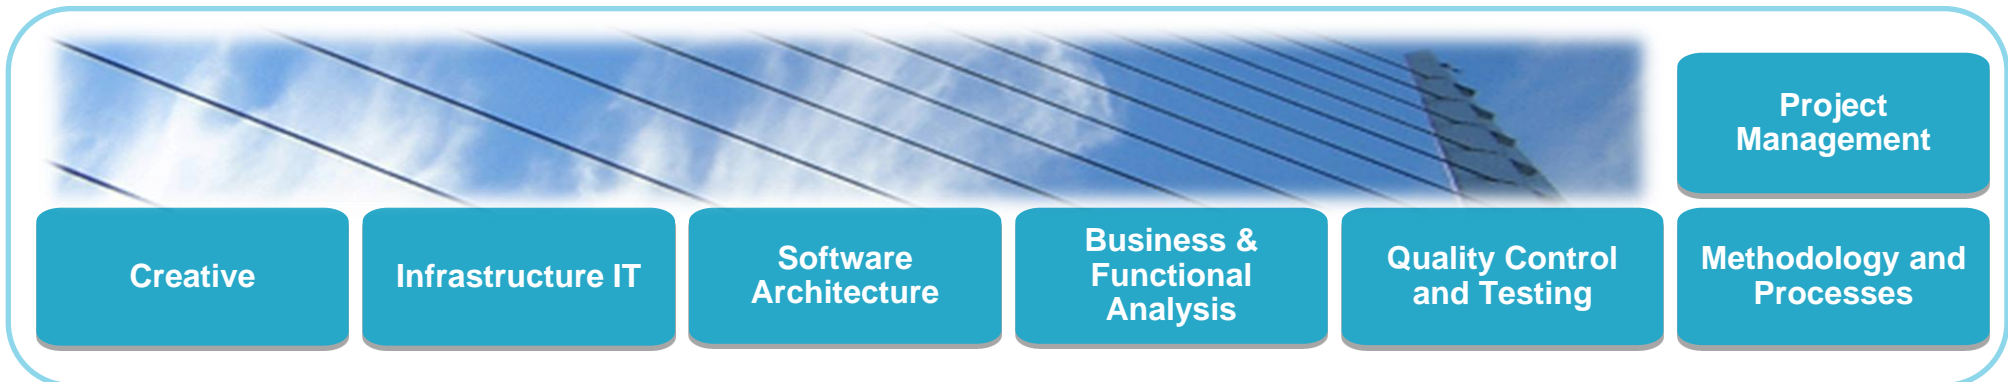 Project
Management
Creative
Infrastructure IT
Software
Architecture
Business &
Functional
Analysis
Quality Control
and Testing
Methodology and
Processes